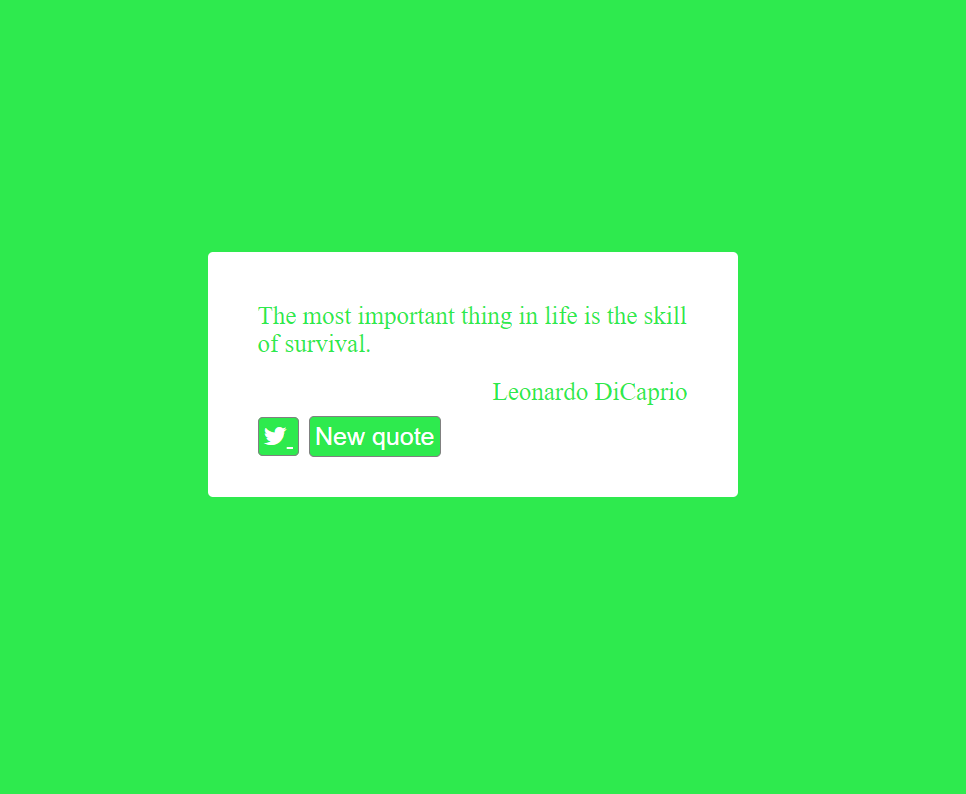 The most important thing in life is the skill
of survival.
Leonardo DiCaprio
New quote